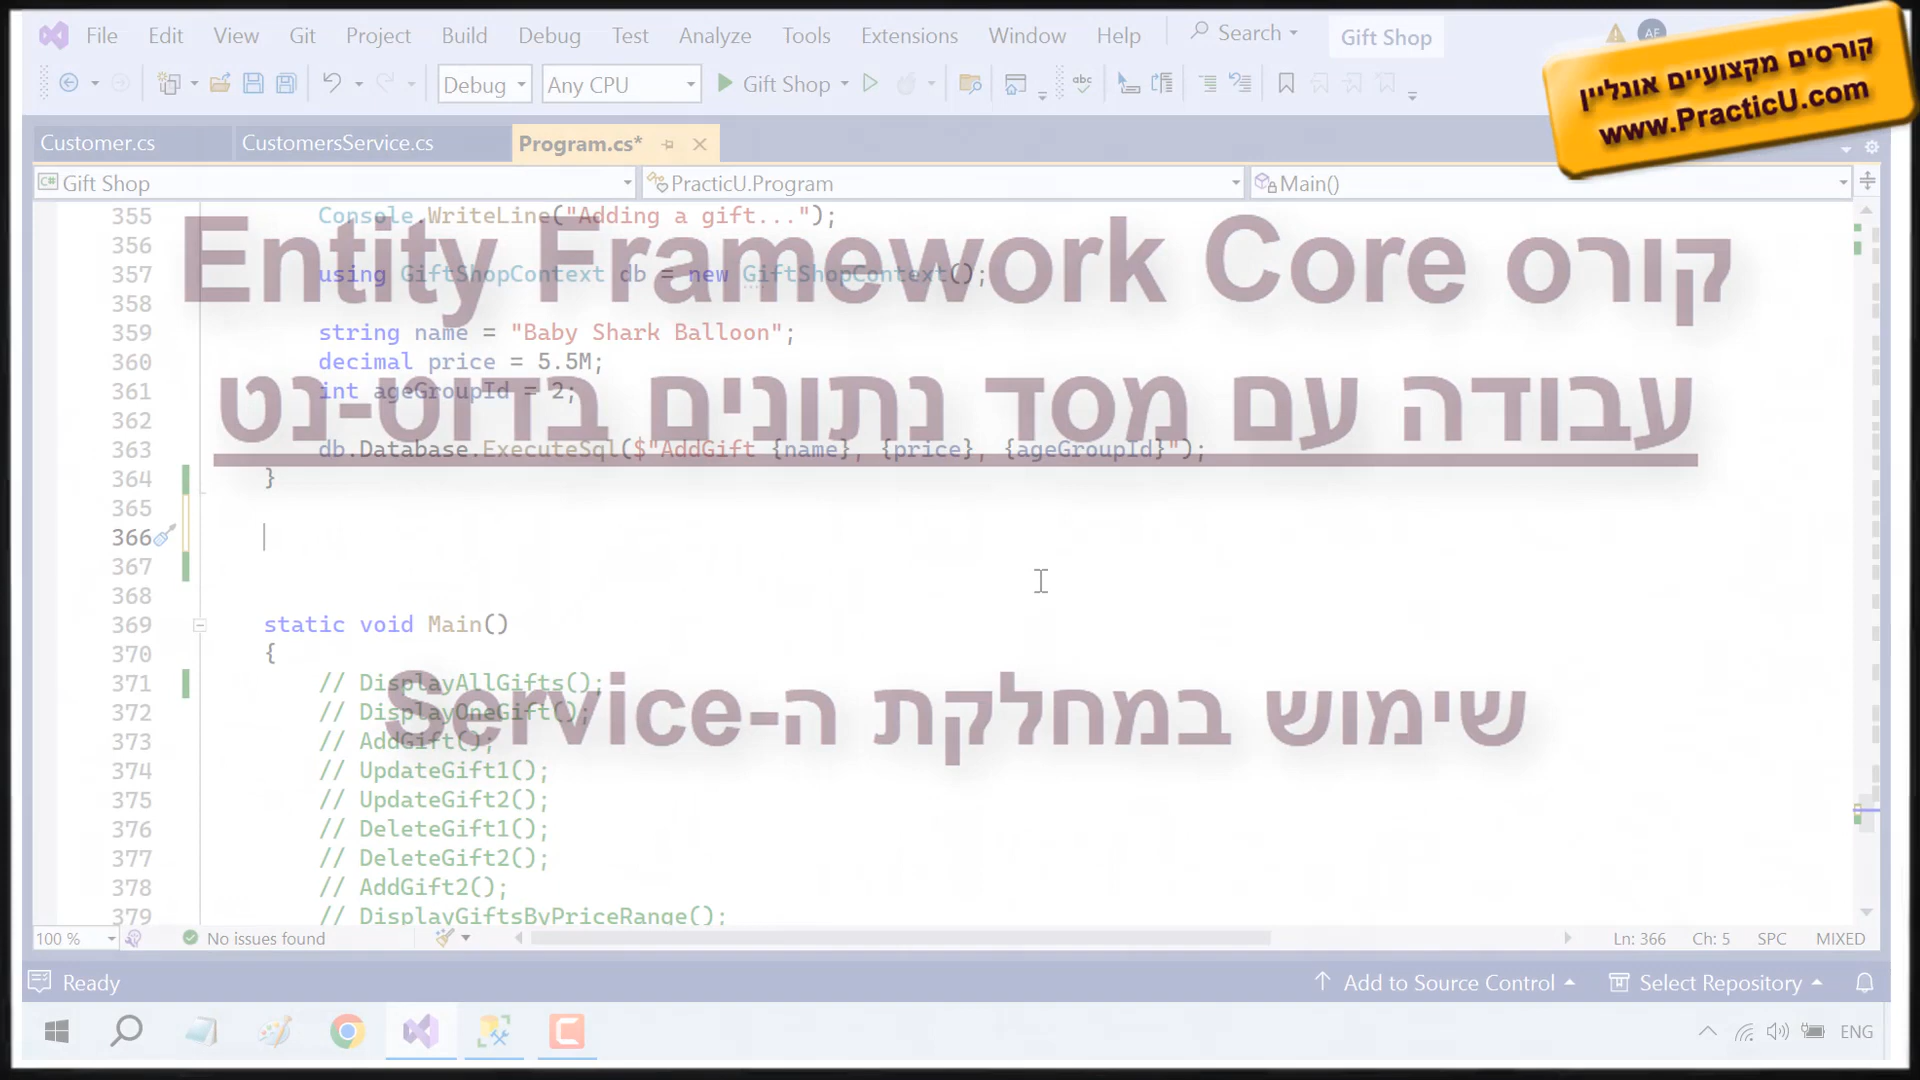 File Edit View Git Project Build Debug Test Analyze Tools Extensions Window Help Search Gift Shop
AF
קורסים מקצועיים אונליין
www.PracticU.com
Debug Any CPU Gift Shop
Customer.cs CustomersService.cs Program.cs*
Gift Shop PracticU.Program Main()
קורס Entity Framework Core
עבודה עם מסד נתונים בדוט-נט
שימוש במחלקת ה-Service
355 Console.WriteLine("Adding a gift...");
356
357 using GiftShopContext db = new GiftShopContext();
358
359 string name = "Baby Shark Balloon";
360 decimal price = 5.5M;
361 int ageGroupId = 2;
362
363 db.Database.ExecuteSql($"AddGift {name}, {price}, {ageGroupId}");
364 }
365
366
367
368
369 static void Main()
370 {
371 // DisplayAllGifts();
372 // DisplayOneGift();
373 // AddGift();
374 // UpdateGift1();
375 // UpdateGift2();
376 // DeleteGift1();
377 // DeleteGift2();
378 // AddGift2();
379 // DisplayGiftsByPriceRange();
100 % No issues found Ln: 366 Ch: 5 SPC MIXED
Ready Add to Source Control Select Repository
ENG